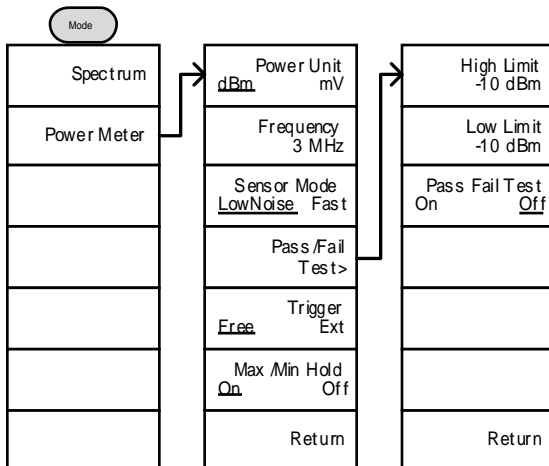 Mode
Spectrum
Power Meter
Power Unit
dBm mV
Frequency
3 MHz
Sensor Mode
LowNoise Fast
Pass/Fail
Test>
Trigger
Free Ext
Max/Min Hold
On Off
Return
High Limit
-10 dBm
Low Limit
-10 dBm
Pass Fail Test
On Off
Return